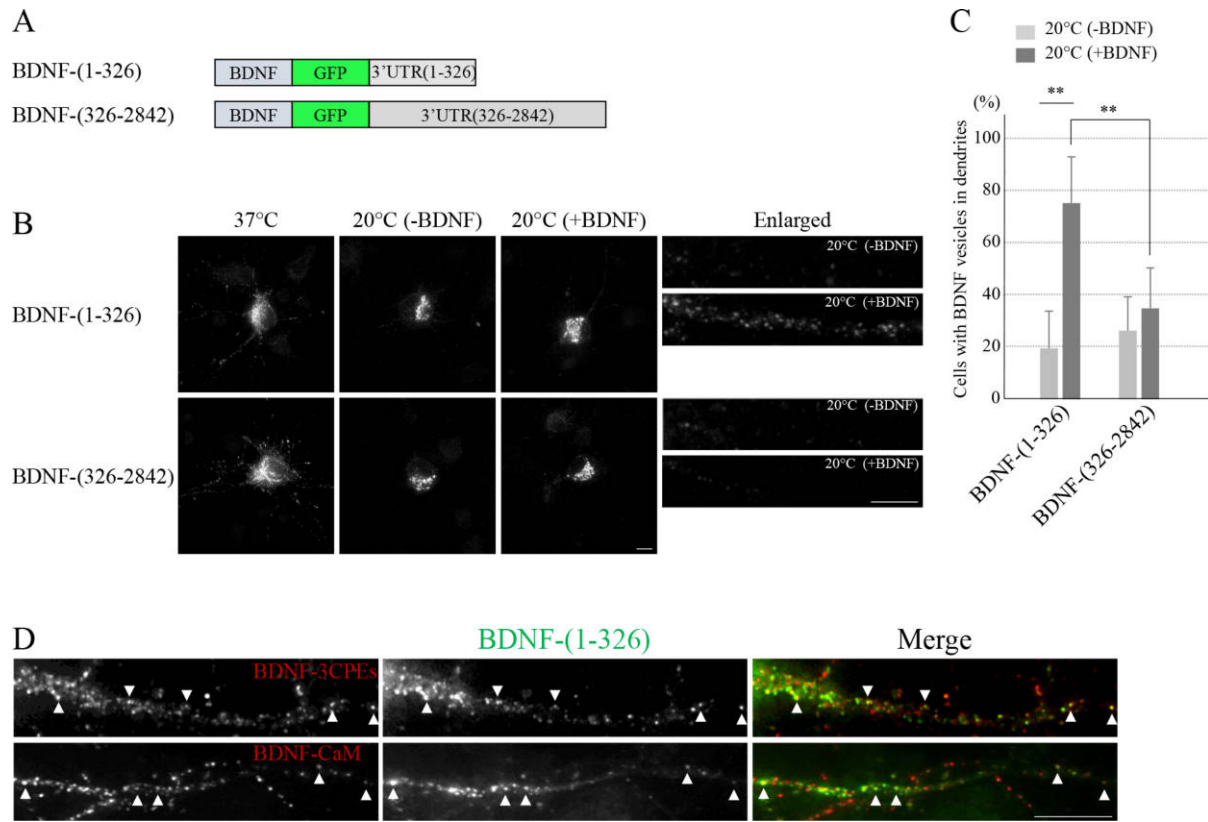 A
BDNF-(1-326)
BDNF GFP 3’UTR(1-326)
BDNF-(326-2842)
BDNF GFP 3’UTR(326-2842)
B
37°C 20°C (-BDNF) 20°C (+BDNF) Enlarged
BDNF-(1-326)
20°C (-BDNF)
20°C (+BDNF)
BDNF-(326-2842)
20°C (-BDNF)
20°C (+BDNF)
C
20°C (-BDNF)
20°C (+BDNF)
(%)
**
**
100
80
60
40
20
0
Cells with BDNF vesicles in dendrites
BDNF-(1-326)
BDNF-(326-2842)
D
BDNF-(1-326) Merge
BDNF-3CPEs
BDNF-CaM